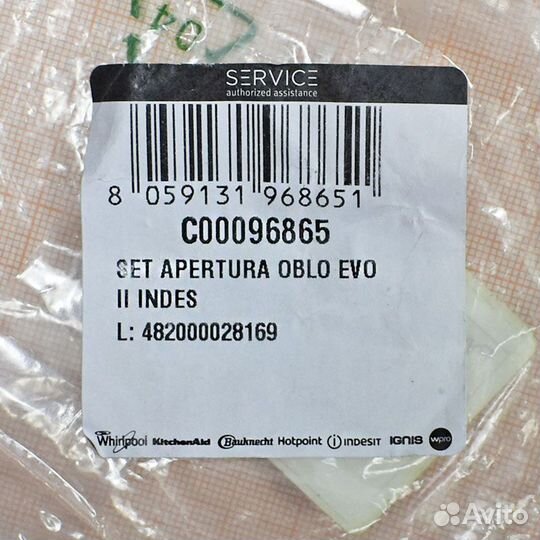 04
SERVICE
authorized assistance
8 059131 968651
C00096865
SET APERTURA OBLO EVO
II INDES
L: 482000028169
Whirlpool KitchenAid Bauknecht Hotpoint INDESIT IGNIS wpro
Avito